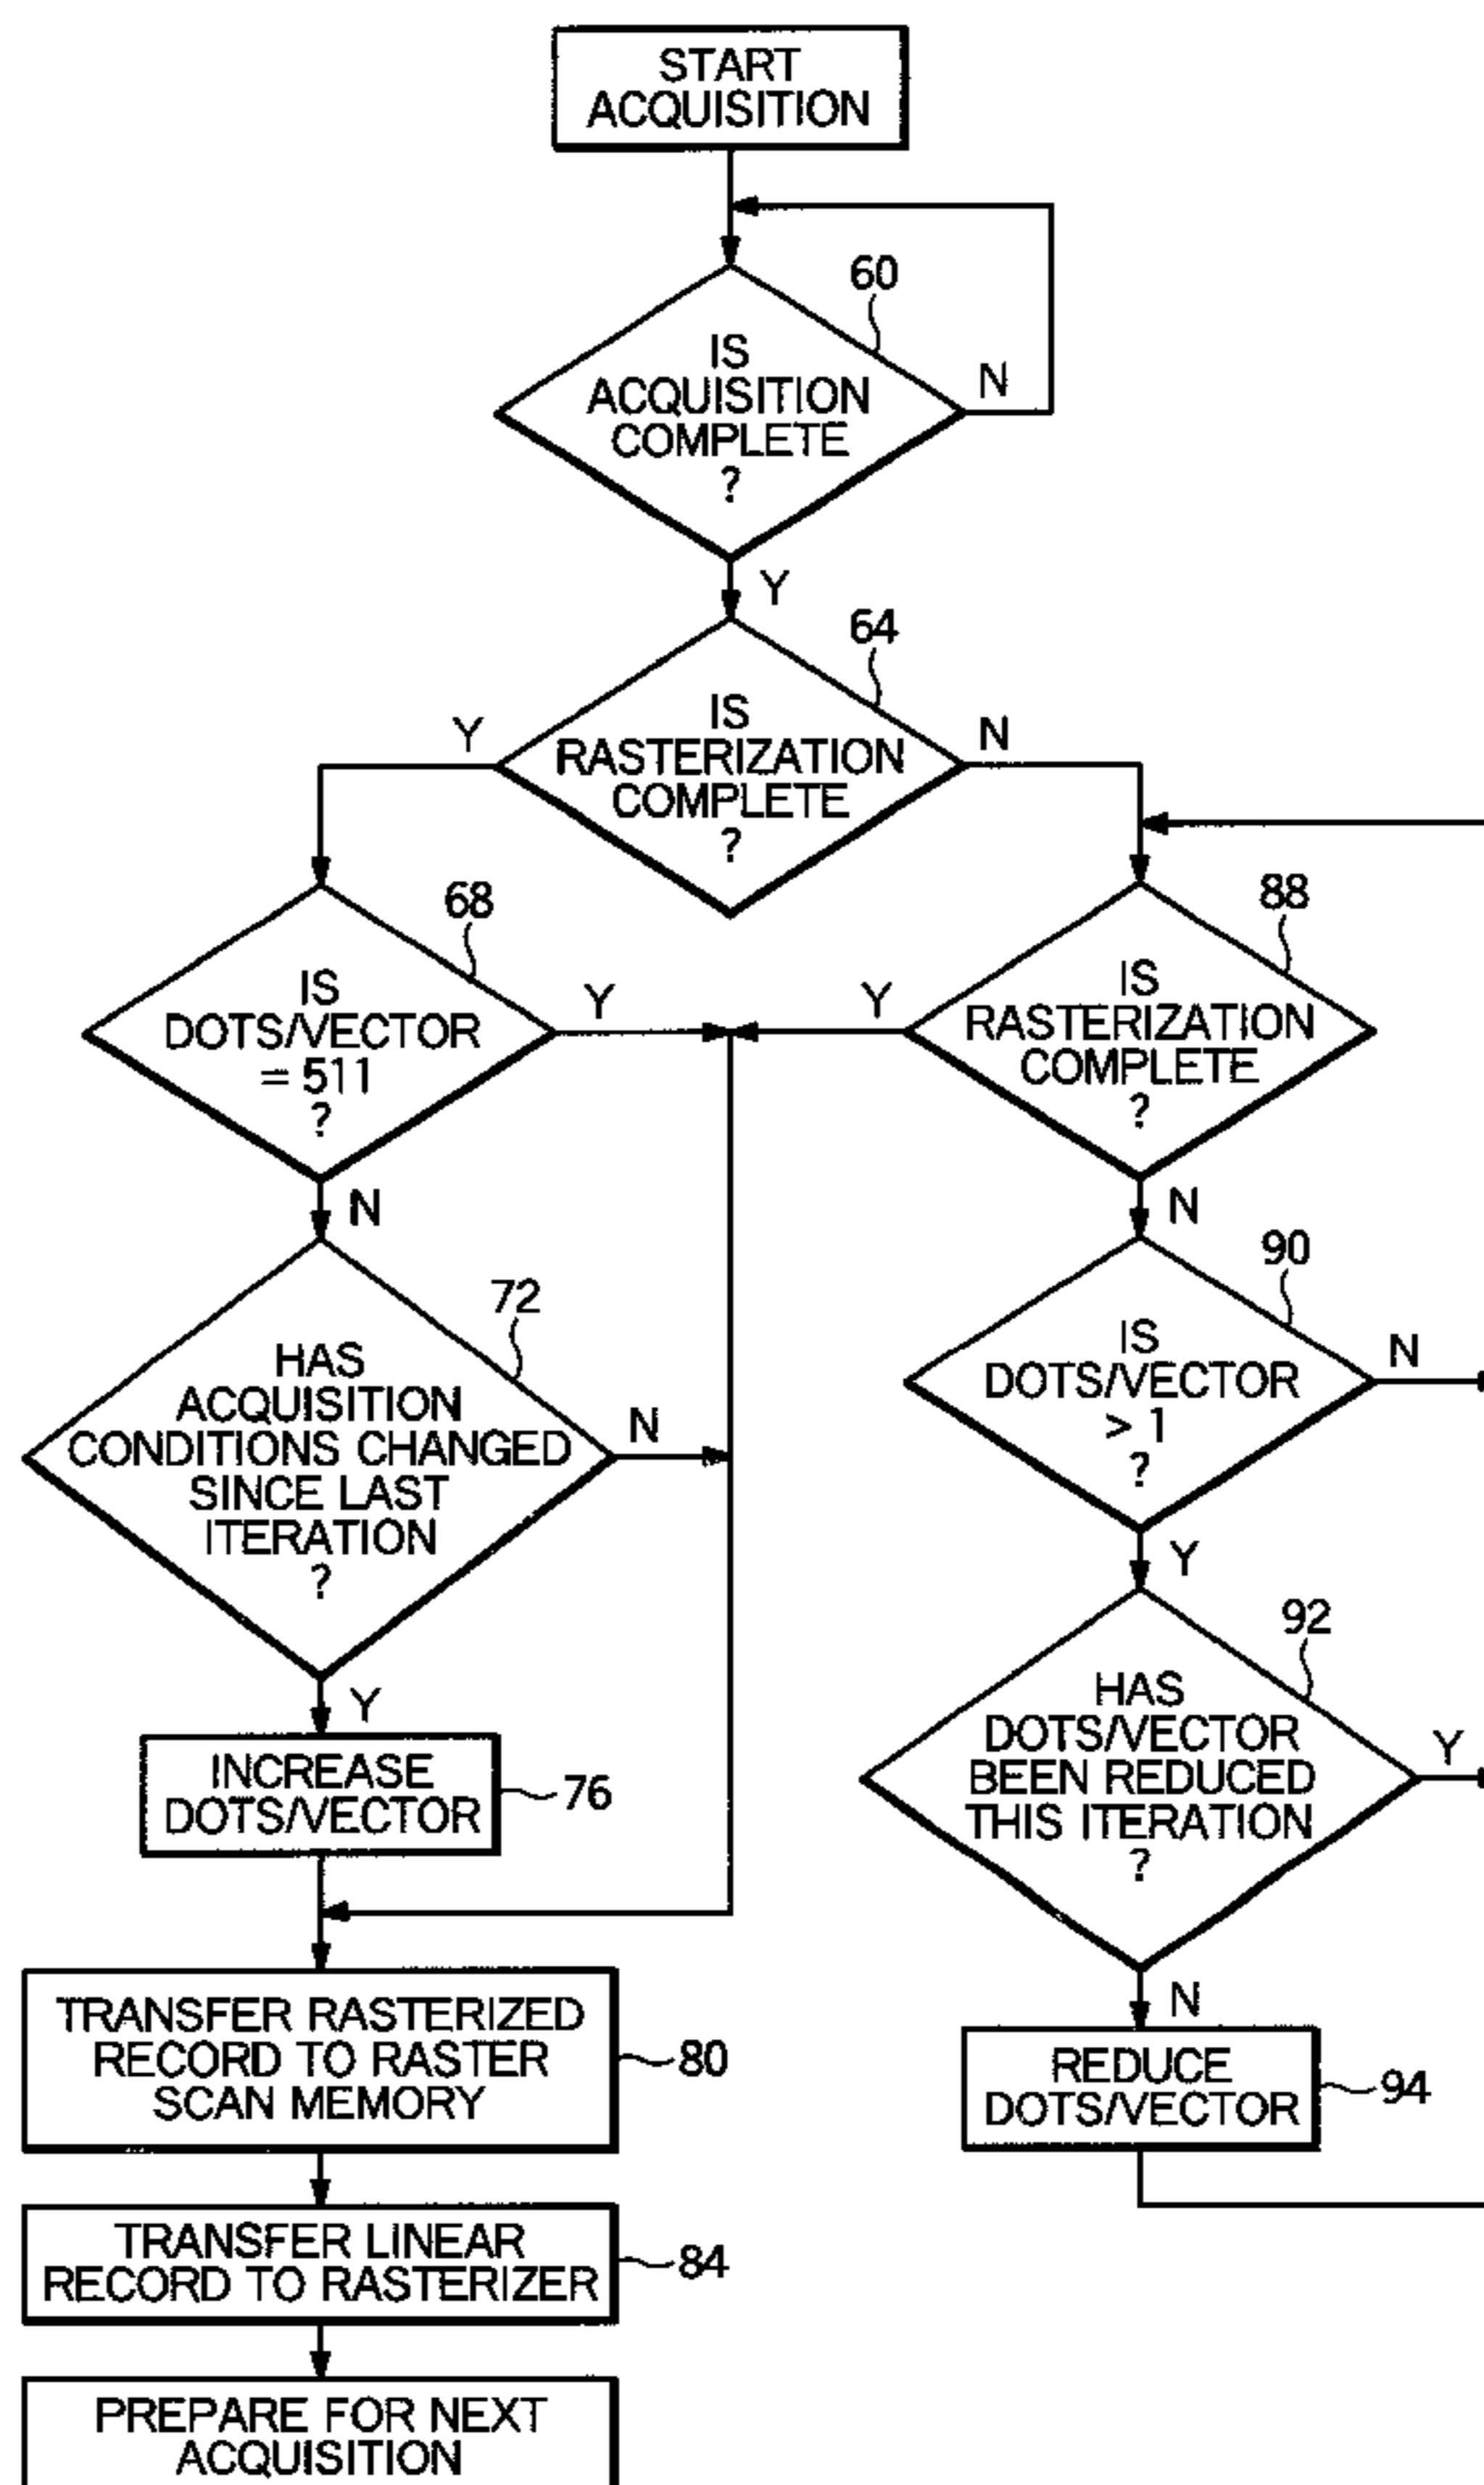 START
ACQUISITION
60
IS
ACQUISITION
COMPLETE
?
N
Y
64
IS
RASTERIZATION
COMPLETE
?
Y
N
68
IS
DOTS/VECTOR
= 511
?
Y
N
88
IS
RASTERIZATION
COMPLETE
?
Y
N
72
HAS
ACQUISITION
CONDITIONS CHANGED
SINCE LAST
ITERATION
?
N
Y
90
IS
DOTS/VECTOR
> 1
?
N
Y
92
HAS
DOTS/VECTOR
BEEN REDUCED
THIS ITERATION
?
Y
N
INCREASE
DOTS/VECTOR
76
TRANSFER RASTERIZED
RECORD TO RASTER
SCAN MEMORY
80
REDUCE
DOTS/VECTOR
94
TRANSFER LINEAR
RECORD TO RASTERIZER
84
PREPARE FOR NEXT
ACQUISITION